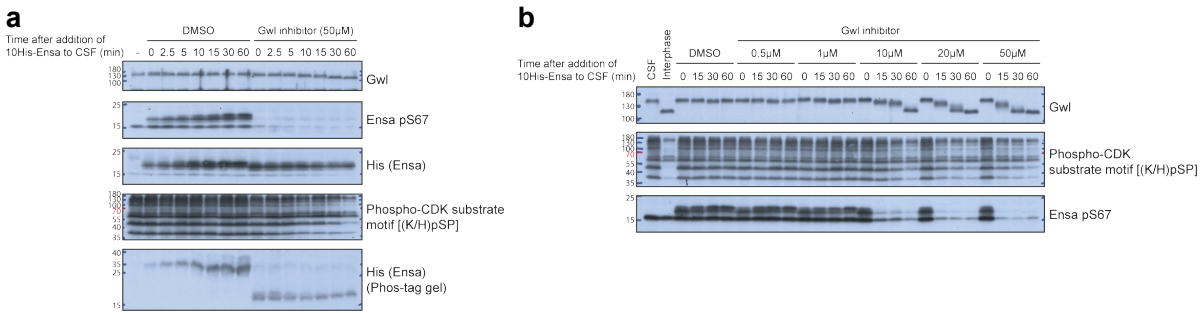 a
DMSO
Gwl inhibitor (50μM)
Time after addition of
10His-Ensa to CSF (min)
- 0 2.5 5 10 15 30 60 0 2.5 5 10 15 30 60
180
130
100
Gwl
25
15
Ensa pS67
25
15
His (Ensa)
180
130
100
70
55
40
35
Phospho-CDK substrate
motif [(K/H)pSP]
40
35
25
15
His (Ensa)
(Phos-tag gel)
b
Gwl inhibitor
CSF
Interphase
DMSO
0.5μM
1μM
10μM
20μM
50μM
Time after addition of
10His-Ensa to CSF (min)
0 15 30 60 0 15 30 60 0 15 30 60 0 15 30 60 0 15 30 60 0 15 30 60
180
130
100
Gwl
180
130
100
70
55
40
35
Phospho-CDK
substrate motif [(K/H)pSP]
25
15
Ensa pS67